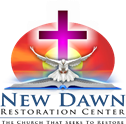 NEW DAWN
RESTORATION CENTER
THE CHURCH THAT SEEKS TO RESTORE